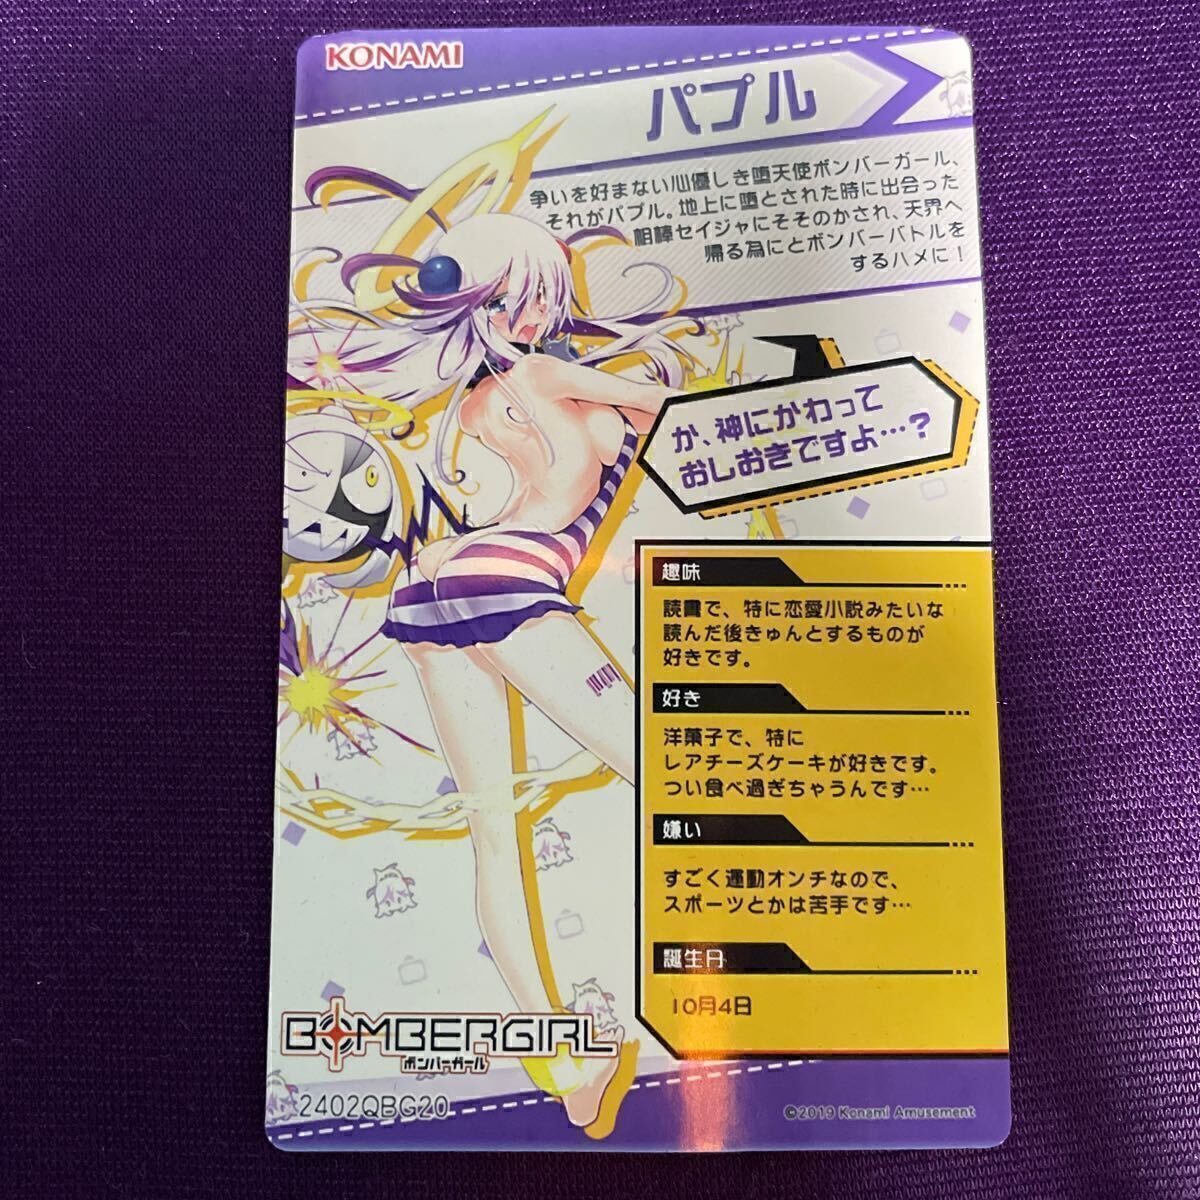 KONAMI
パプル
争いを好まない心優しき堕天使ボンバーガール、
それがパプル。地上に堕とされた時に出会った
相棒セイジャにそそのかされ、天界へ
帰る為にとボンバーバトルを
するハメに！
か、神にかわって
おしおきですよ…？
趣味
読書で、特に恋愛小説みたいな
読んだ後きゅんとするものが
好きです。
好き
洋菓子で、特に
レアチーズケーキが好きです。
つい食べ過ぎちゃうんです…
嫌い
すごく運動オンチなので、
スポーツとかは苦手です…
誕生日
10月4日
BOMBERGIRL
ボンバーガール
2402QBG20
©2019 Konami Amusement